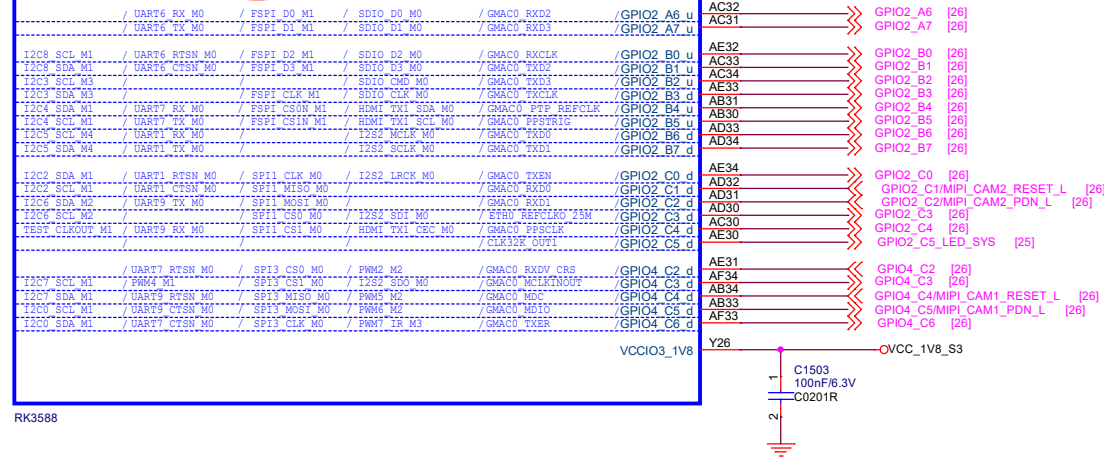 / UART6_RX_M0 / FSPI_D0_M1 / SDIO_D0_M0 /GMAC0_RXD2 /GPIO2_A6_u AC32 GPIO2_A6 [26]
/ UART6_TX_M0 / FSPI_D1_M1 / SDIO_D1_M0 /GMAC0_RXD3 /GPIO2_A7_u AC31 GPIO2_A7 [26]
I2C8_SCL_M1 / UART6_RTSN_M0 / FSPI_D2_M1 / SDIO_D2_M0 /GMAC0_RXCLK /GPIO2_B0_u AE32 GPIO2_B0 [26]
I2C8_SDA_M1 / UART6_CTSN_M0 / FSPI_D3_M1 / SDIO_D3_M0 /GMAC0_TXD2 /GPIO2_B1_u AC33 GPIO2_B1 [26]
I2C3_SCL_M3 / / SDIO_CMD_M0 /GMAC0_TXD3 /GPIO2_B2_u AC34 GPIO2_B2 [26]
I2C3_SDA_M3 / / FSPI_CLK_M1 / SDIO_CLK_M0 /GMAC0_TXCLK /GPIO2_B3_d AE33 GPIO2_B3 [26]
I2C4_SDA_M1 / UART7_RX_M0 / FSPI_CS0N_M1 / HDMI_TX1_SDA_M0 /GMAC0_PTP_REFCLK /GPIO2_B4_u AB31 GPIO2_B4 [26]
I2C4_SCL_M1 / UART7_TX_M0 / FSPI_CS1N_M1 / HDMI_TX1_SCL_M0 /GMAC0_PPSTRIG /GPIO2_B5_u AB30 GPIO2_B5 [26]
I2C5_SCL_M4 / UART1_RX_M0 / / I2S2_MCLK_M0 /GMAC0_TXD0 /GPIO2_B6_d AD33 GPIO2_B6 [26]
I2C5_SDA_M4 / UART1_TX_M0 / / I2S2_SCLK_M0 /GMAC0_TXD1 /GPIO2_B7_d AD34 GPIO2_B7 [26]
I2C2_SDA_M1 / UART1_RTSN_M0 / SPI1_CLK_M0 / I2S2_LRCK_M0 /GMAC0_TXEN /GPIO2_C0_d AE34 GPIO2_C0 [26]
I2C2_SCL_M1 / UART1_CTSN_M0 / SPI1_MISO_M0 / /GMAC0_RXD0 /GPIO2_C1_d AD32 GPIO2_C1/MIPI_CAM2_RESET_L [26]
I2C6_SDA_M2 / UART9_TX_M0 / SPI1_MOSI_M0 / /GMAC0_RXD1 /GPIO2_C2_d AD31 GPIO2_C2/MIPI_CAM2_PDN_L [26]
I2C6_SCL_M2 / / SPI1_CS0_M0 / I2S2_SDI_M0 / ETH0_REFCLKO_25M /GPIO2_C3_d AD30 GPIO2_C3 [26]
TEST_CLKOUT_M1 / UART9_RX_M0 / SPI1_CS1_M0 / HDMI_TX1_CEC_M0 /GMAC0_PPSCLK /GPIO2_C4_d AC30 GPIO2_C4 [26]
/ / / /CLK32K_OUT1 /GPIO2_C5_d AE30 GPIO2_C5_LED_SYS [25]
/ UART7_RTSN_M0 / SPI3_CS0_M0 / PWM2_M2 /GMAC0_RXDV_CRS /GPIO4_C2_d AE31 GPIO4_C2 [26]
I2C7_SCL_M1 / PWM4_M1 / SPI3_CS1_M0 / I2S2_SDO_M0 /GMAC0_MCLKINOUT /GPIO4_C3_d AF34 GPIO4_C3 [26]
I2C7_SDA_M1 / UART9_RTSN_M0 / SPI3_MISO_M0 / PWM5_M2 /GMAC0_MDC /GPIO4_C4_d AB34 GPIO4_C4/MIPI_CAM1_RESET_L [26]
I2C0_SCL_M1 / UART9_CTSN_M0 / SPI3_MOSI_M0 / PWM6_M2 /GMAC0_MDIO /GPIO4_C5_d AB33 GPIO4_C5/MIPI_CAM1_PDN_L [26]
I2C0_SDA_M1 / UART7_CTSN_M0 / SPI3_CLK_M0 / PWM7_IR_M3 /GMAC0_TXER /GPIO4_C6_d AF33 GPIO4_C6 [26]
VCCIO3_1V8 Y26 VCC_1V8_S3
1 C1503
100nF/6.3V
C0201R
2
RK3588